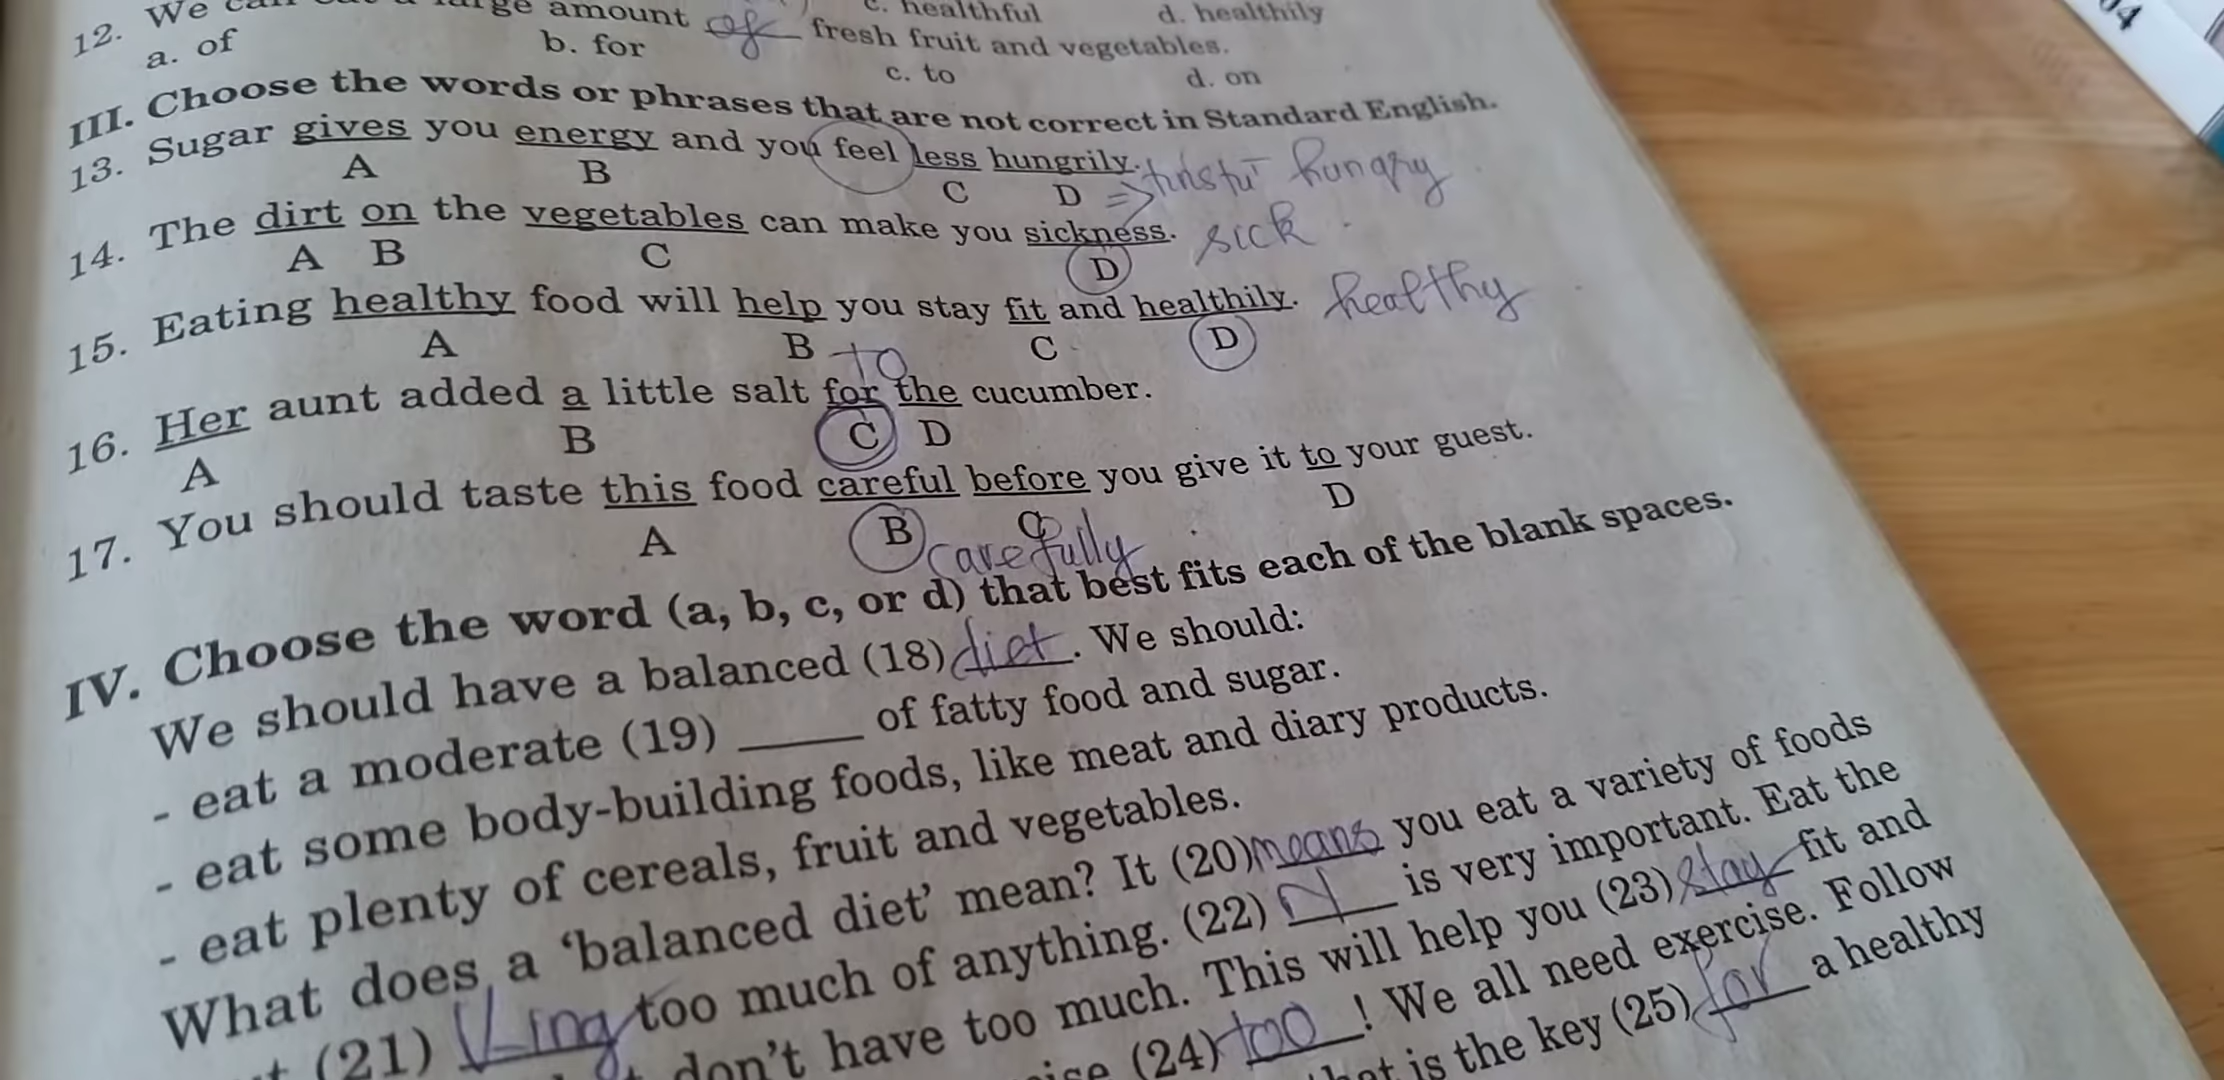 c. healthful d. healthily
12. We can a large amount of fresh fruit and vegetables.
a. of b. for c. to d. on
III. Choose the words or phrases that are not correct in Standard English.
13. Sugar gives you energy and you feel less hungrily. => hungry
A B C D
14. The dirt on the vegetables can make you sickness. sick
A B C D
15. Eating healthy food will help you stay fit and healthily. healthy
A B C D
to
16. Her aunt added a little salt for the cucumber.
A B C D
17. You should taste this food careful before you give it to your guest.
A B C D
carefully
IV. Choose the word (a, b, c, or d) that best fits each of the blank spaces.
We should have a balanced (18) diet. We should:
- eat a moderate (19) _____ of fatty food and sugar.
- eat some body-building foods, like meat and diary products.
- eat plenty of cereals, fruit and vegetables.
What does a ‘balanced diet’ mean? It (20) means you eat a variety of foods
(21) V_ing too much of anything. (22) N is very important. Eat the
don't have too much. This will help you (23) stay fit and
(24) too! We all need exercise. Follow
is the key (25) for a healthy
04